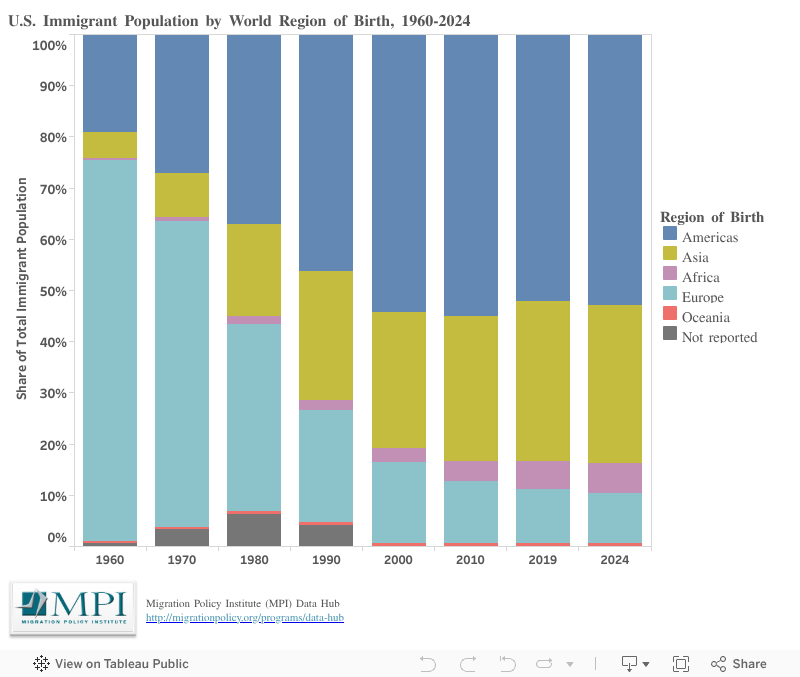 U.S. Immigrant Population by World Region of Birth, 1960-2024
Share of Total Immigrant Population
100%
90%
80%
70%
60%
50%
40%
30%
20%
10%
0%
1960 1970 1980 1990 2000 2010 2019 2024
Region of Birth
Americas
Asia
Africa
Europe
Oceania
Not reported
MPI
MIGRATION POLICY INSTITUTE
Migration Policy Institute (MPI) Data Hub
http://migrationpolicy.org/programs/data-hub
View on Tableau Public
Share